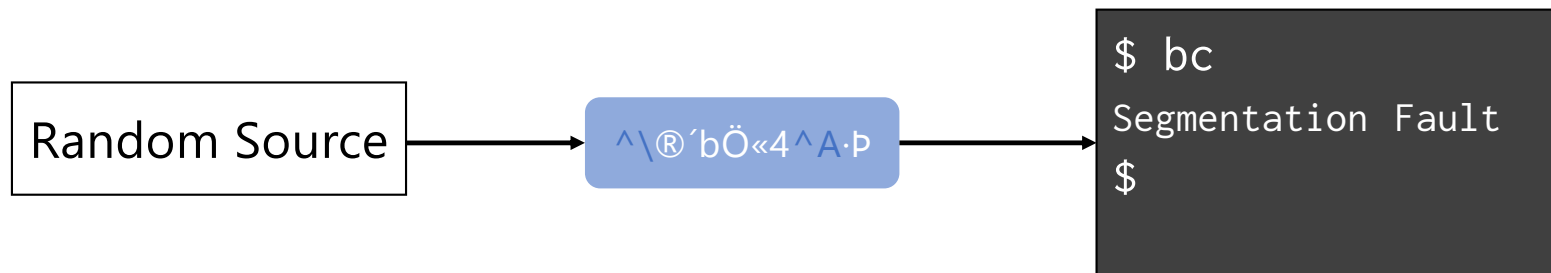 Random Source
^\®´bÖ«4^A·Þ
$ bc
Segmentation Fault
$